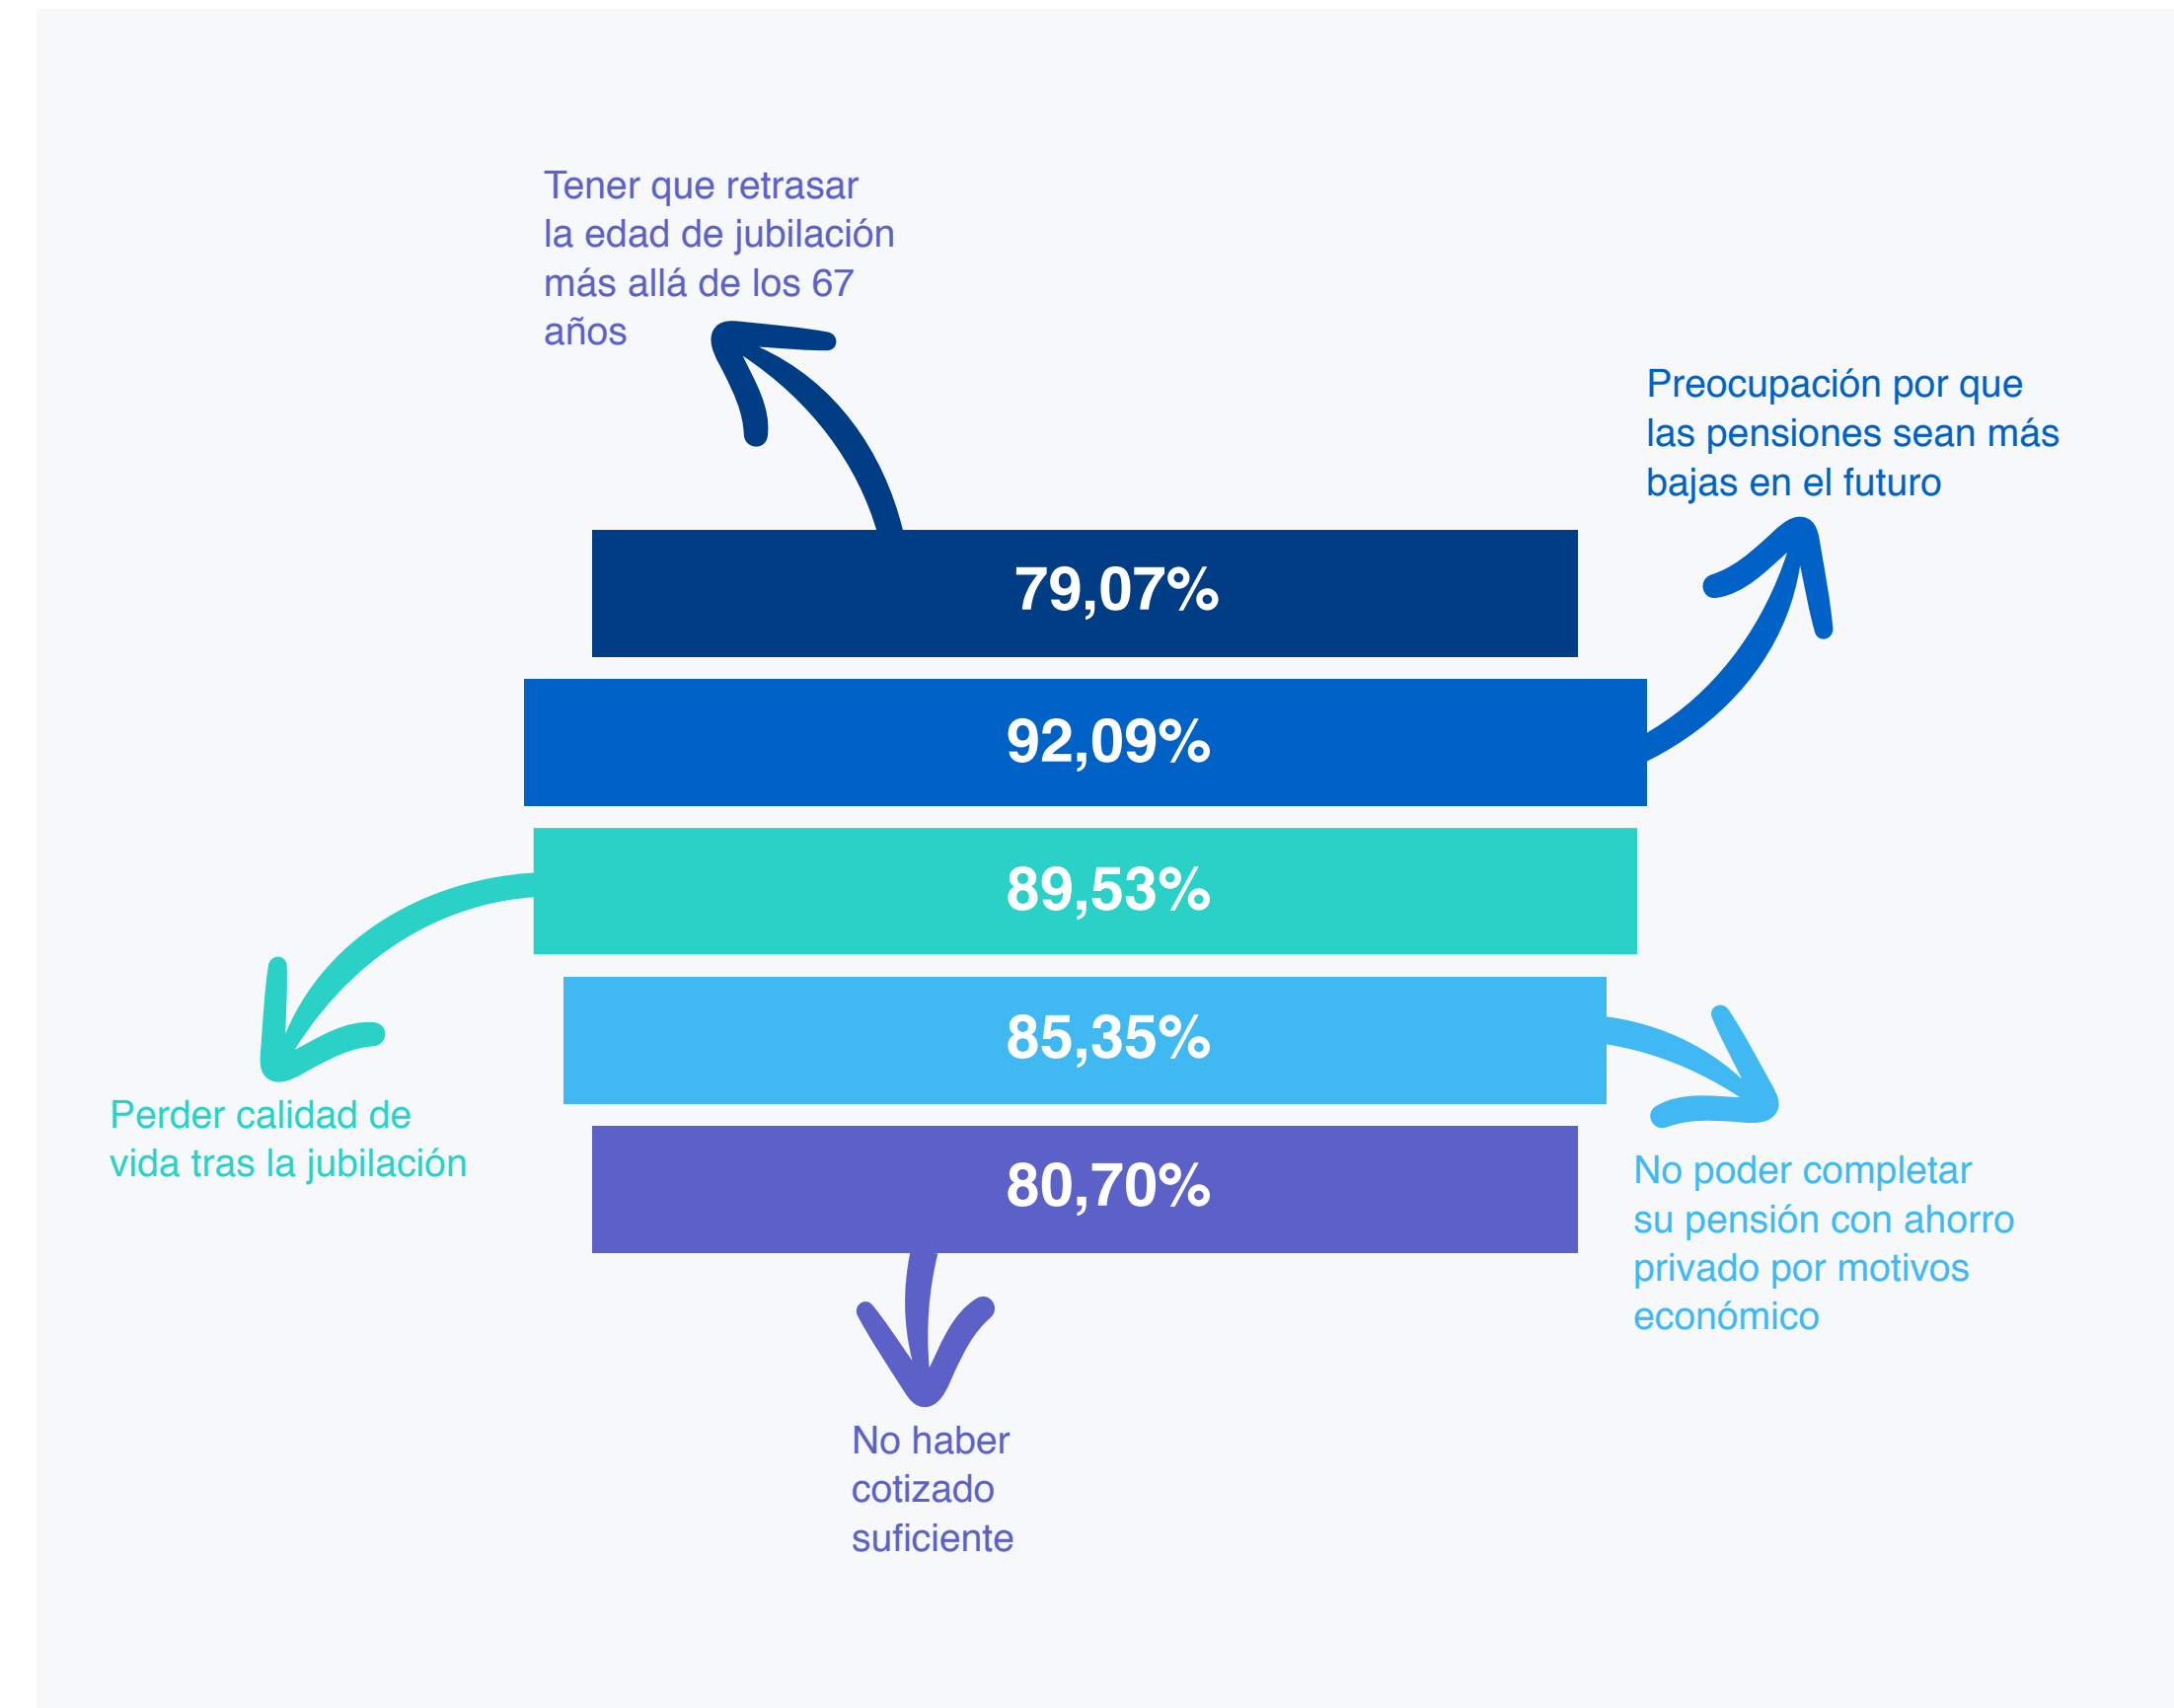 Tener que retrasar
la edad de jubilación
más allá de los 67
años
Preocupación por que
las pensiones sean más
bajas en el futuro
79,07%
92,09%
89,53%
85,35%
80,70%
Perder calidad de
vida tras la jubilación
No poder completar
su pensión con ahorro
privado por motivos
económico
No haber
cotizado
suficiente